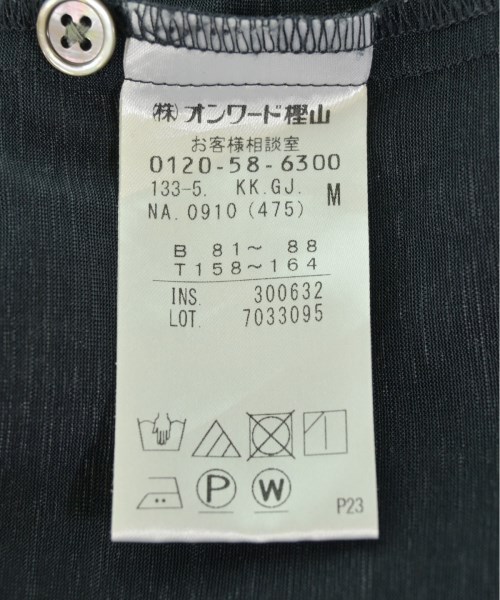 (株)オンワード樫山
お客様相談室
0120-58-6300
133-5. KK.GJ. M
NA.0910(475)
B 81〜 88
T158〜164
INS. 300632
LOT. 7033095
P W
P23